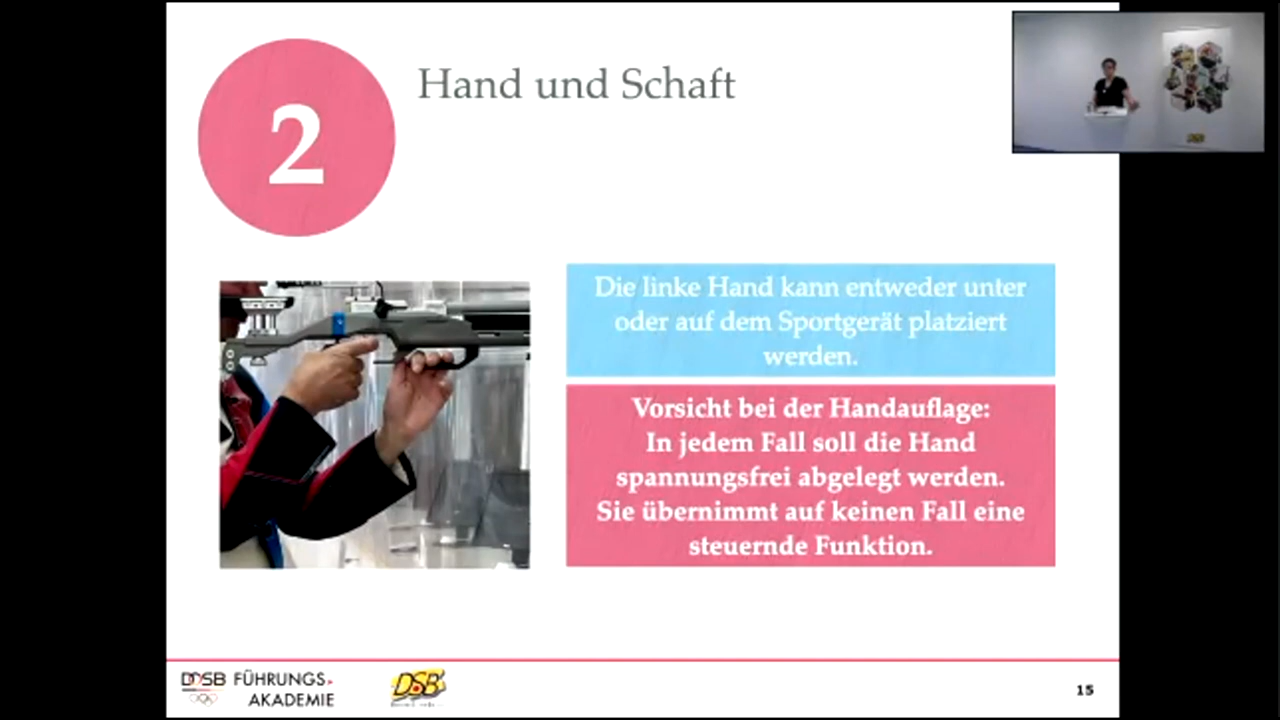 2
Hand und Schaft
Die linke Hand kann entweder unter
oder auf dem Sportgerät platziert
werden.
Vorsicht bei der Handauflage:
In jedem Fall soll die Hand
spannungsfrei abgelegt werden.
Sie übernimmt auf keinen Fall eine
steuernde Funktion.
DOSB FÜHRUNGS
AKADEMIE
DSB
15
DSB